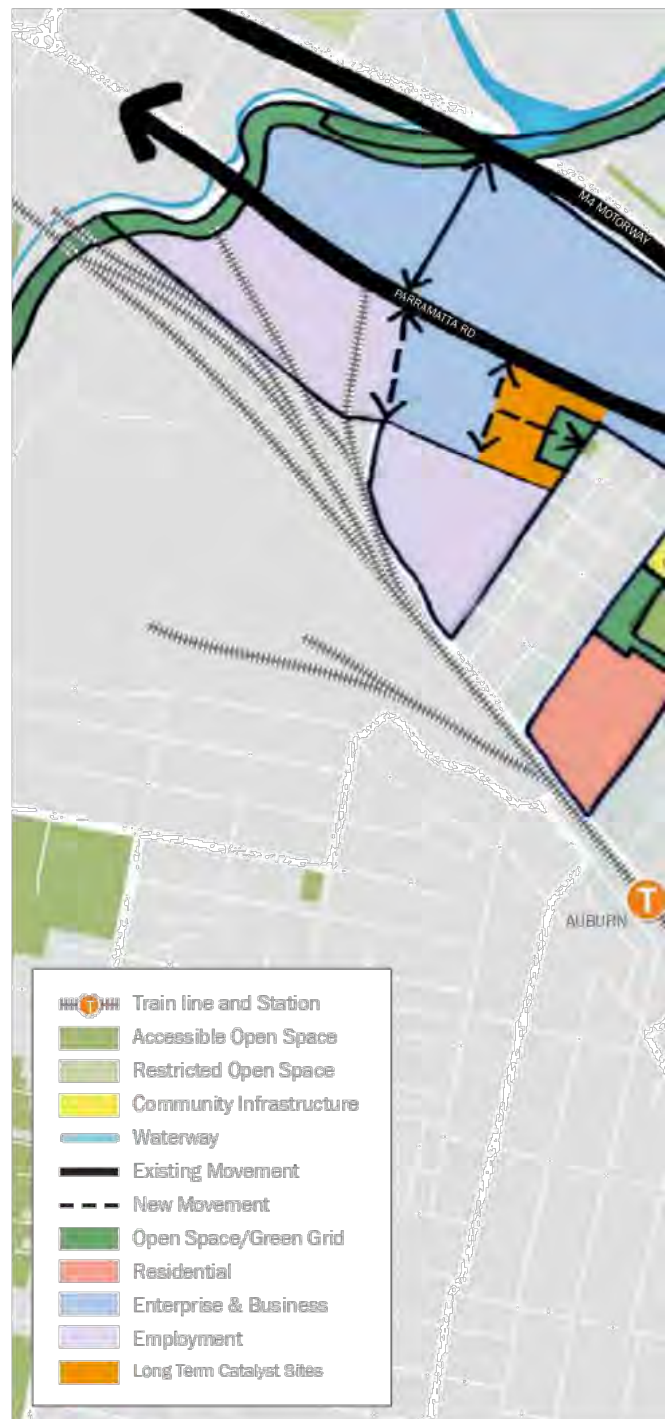 M4 MOTORWAY
PARRAMATTA RD
T
AUBURN
T
Train line and Station
Accessible Open Space
Restricted Open Space
Community Infrastructure
Waterway
Existing Movement
New Movement
Open Space/Green Grid
Residential
Enterprise & Business
Employment
Long Term Catalyst Sites